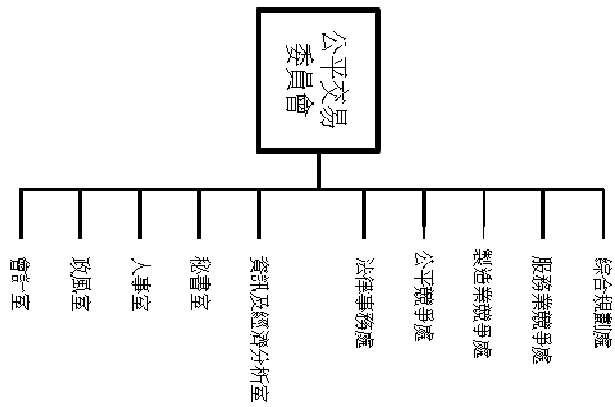 公平交易
委員會
綜合規劃處
服務業競爭處
製造業競爭處
公平競爭處
法律事務處
資訊及經濟分析室
秘書室
人事室
政風室
會計室